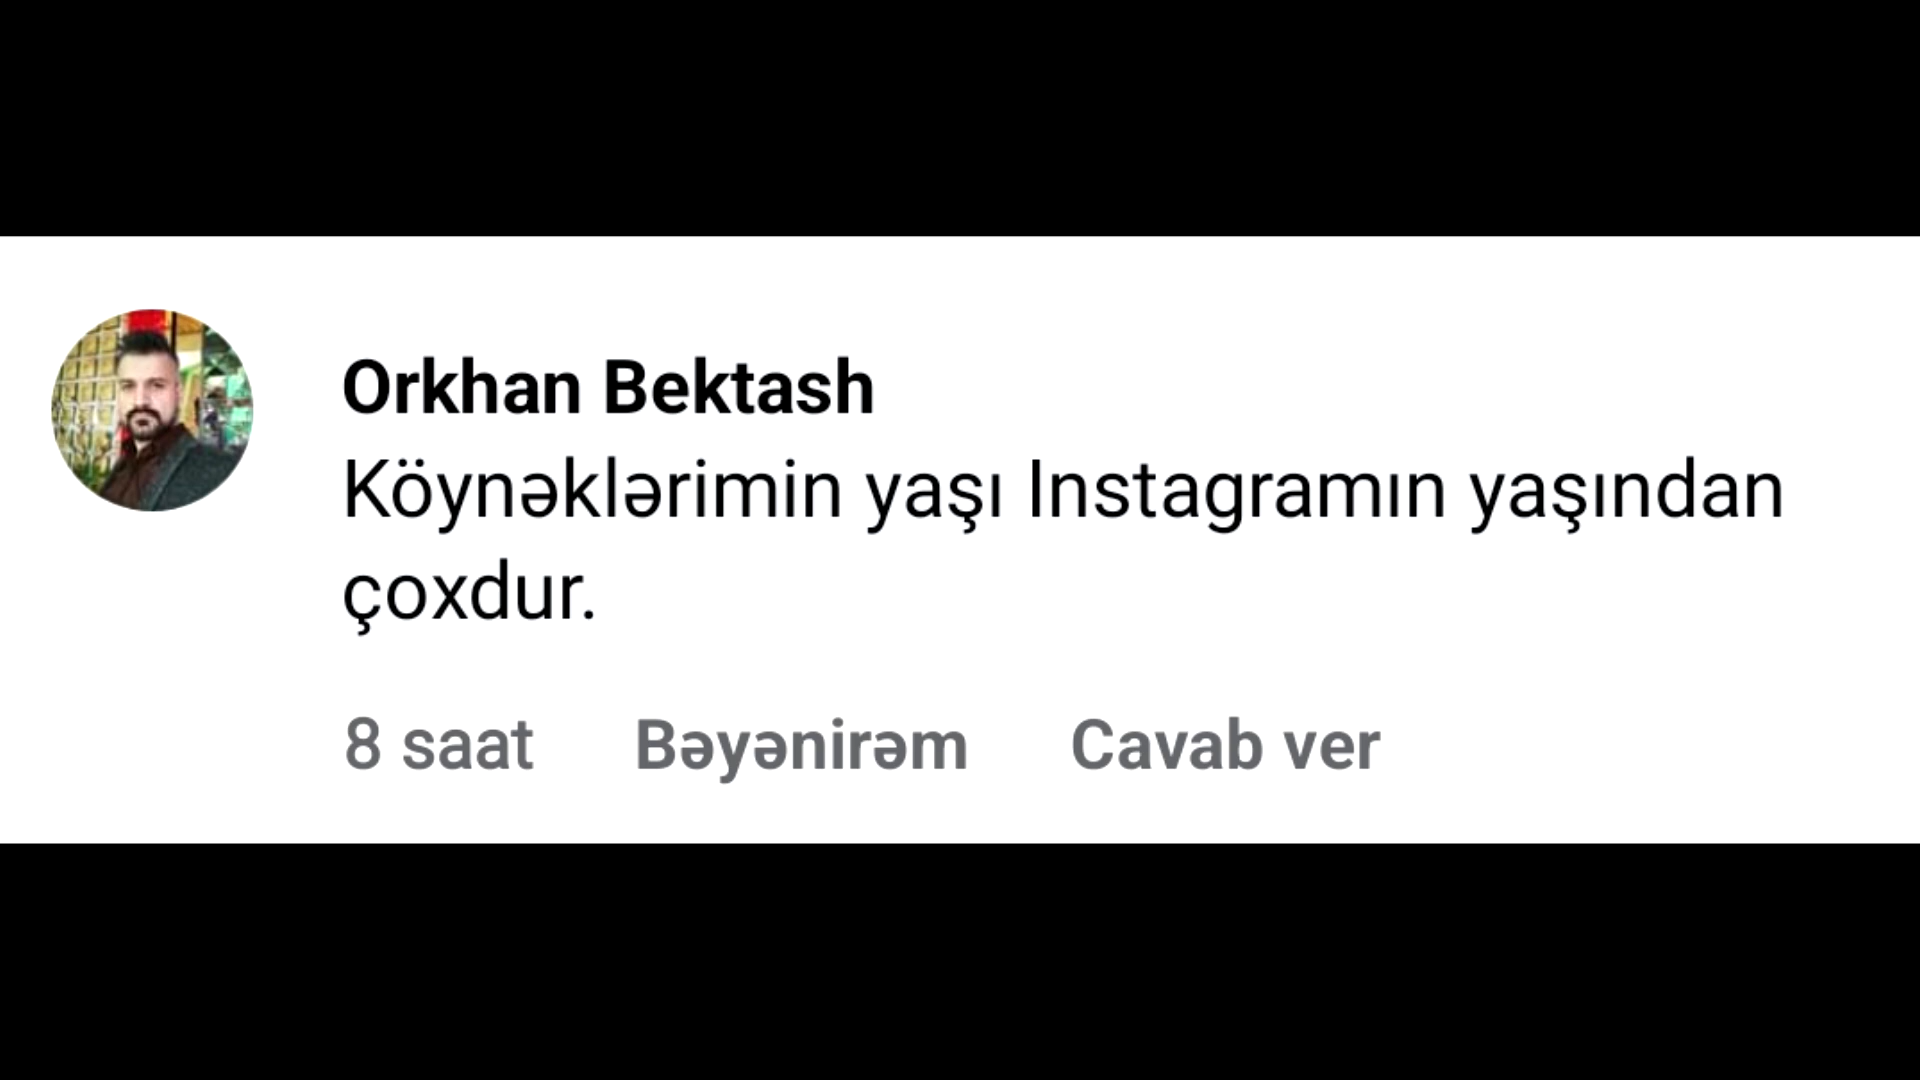 Orkhan Bektash
Köynəklərimin yaşı Instagramın yaşından
çoxdur.
8 saat Bəyənirəm Cavab ver